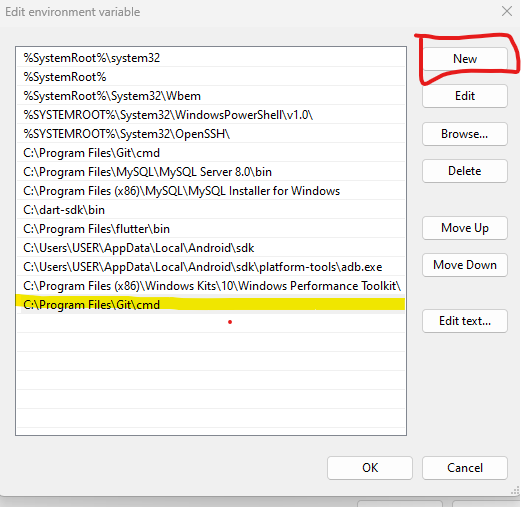 Edit environment variable
%SystemRoot%\system32
%SystemRoot%
%SystemRoot%\System32\Wbem
%SYSTEMROOT%\System32\WindowsPowerShell\v1.0\
%SYSTEMROOT%\System32\OpenSSH\
C:\Program Files\Git\cmd
C:\Program Files\MySQL\MySQL Server 8.0\bin
C:\Program Files (x86)\MySQL\MySQL Installer for Windows
C:\dart-sdk\bin
C:\Program Files\flutter\bin
C:\Users\USER\AppData\Local\Android\sdk
C:\Users\USER\AppData\Local\Android\sdk\platform-tools\adb.exe
C:\Program Files (x86)\Windows Kits\10\Windows Performance Toolkit\
C:\Program Files\Git\cmd
New
Edit
Browse...
Delete
Move Up
Move Down
Edit text...
OK
Cancel